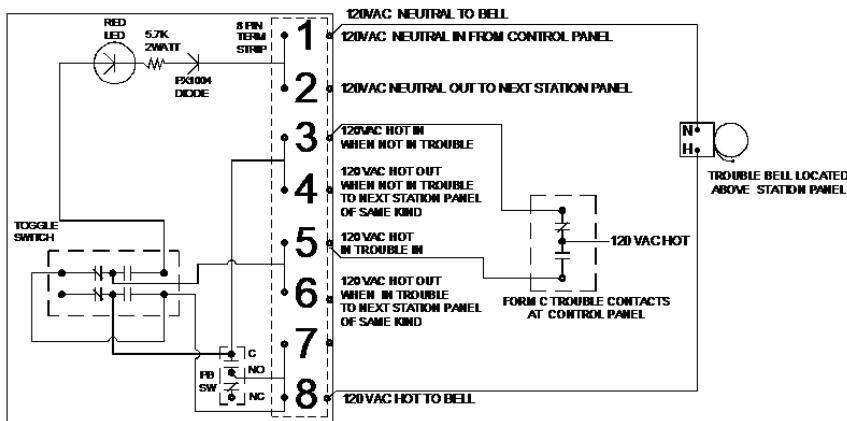 120VAC NEUTRAL TO BELL
RED
LED
5.7K
2WATT
PX1004
DIODE
8 PIN
TERM
STRIP
1
120VAC NEUTRAL IN FROM CONTROL PANEL
2
120VAC NEUTRAL OUT TO NEXT STATION PANEL
3
120VAC HOT IN
WHEN NOT IN TROUBLE
N
H
TROUBLE BELL LOCATED
ABOVE STATION PANEL
4
120 VAC HOT OUT
WHEN NOT IN TROUBLE
TO NEXT STATION PANEL
OF SAME KIND
TOGGLE
SWITCH
5
120 VAC HOT
IN TROUBLE IN
120 VAC HOT
6
120 VAC HOT OUT
WHEN IN TROUBLE
TO NEXT STATION PANEL
OF SAME KIND
FORM C TROUBLE CONTACTS
AT CONTROL PANEL
7
PB
SW
C
NO
NC
8
120 VAC HOT TO BELL